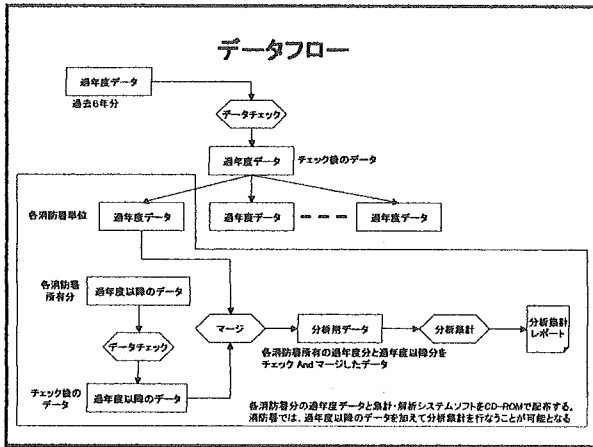 データフロー
過年度データ
過去6年分
データチェック
過年度データ
チェック後のデータ
各消防署単位
過年度データ
過年度データ
過年度データ
各消防署
所有分
過年度以降のデータ
データチェック
チェック後の
データ
過年度以降のデータ
マージ
分析用データ
分析集計
分析集計
レポート
各消防署所有の過年度分と過年度以降分を
チェック And マージしたデータ
各消防署分の過年度データと集計・解析システムソフトをCD-ROMで配布する。
消防署では、過年度以降のデータを加えて分析集計を行なうことが可能となる